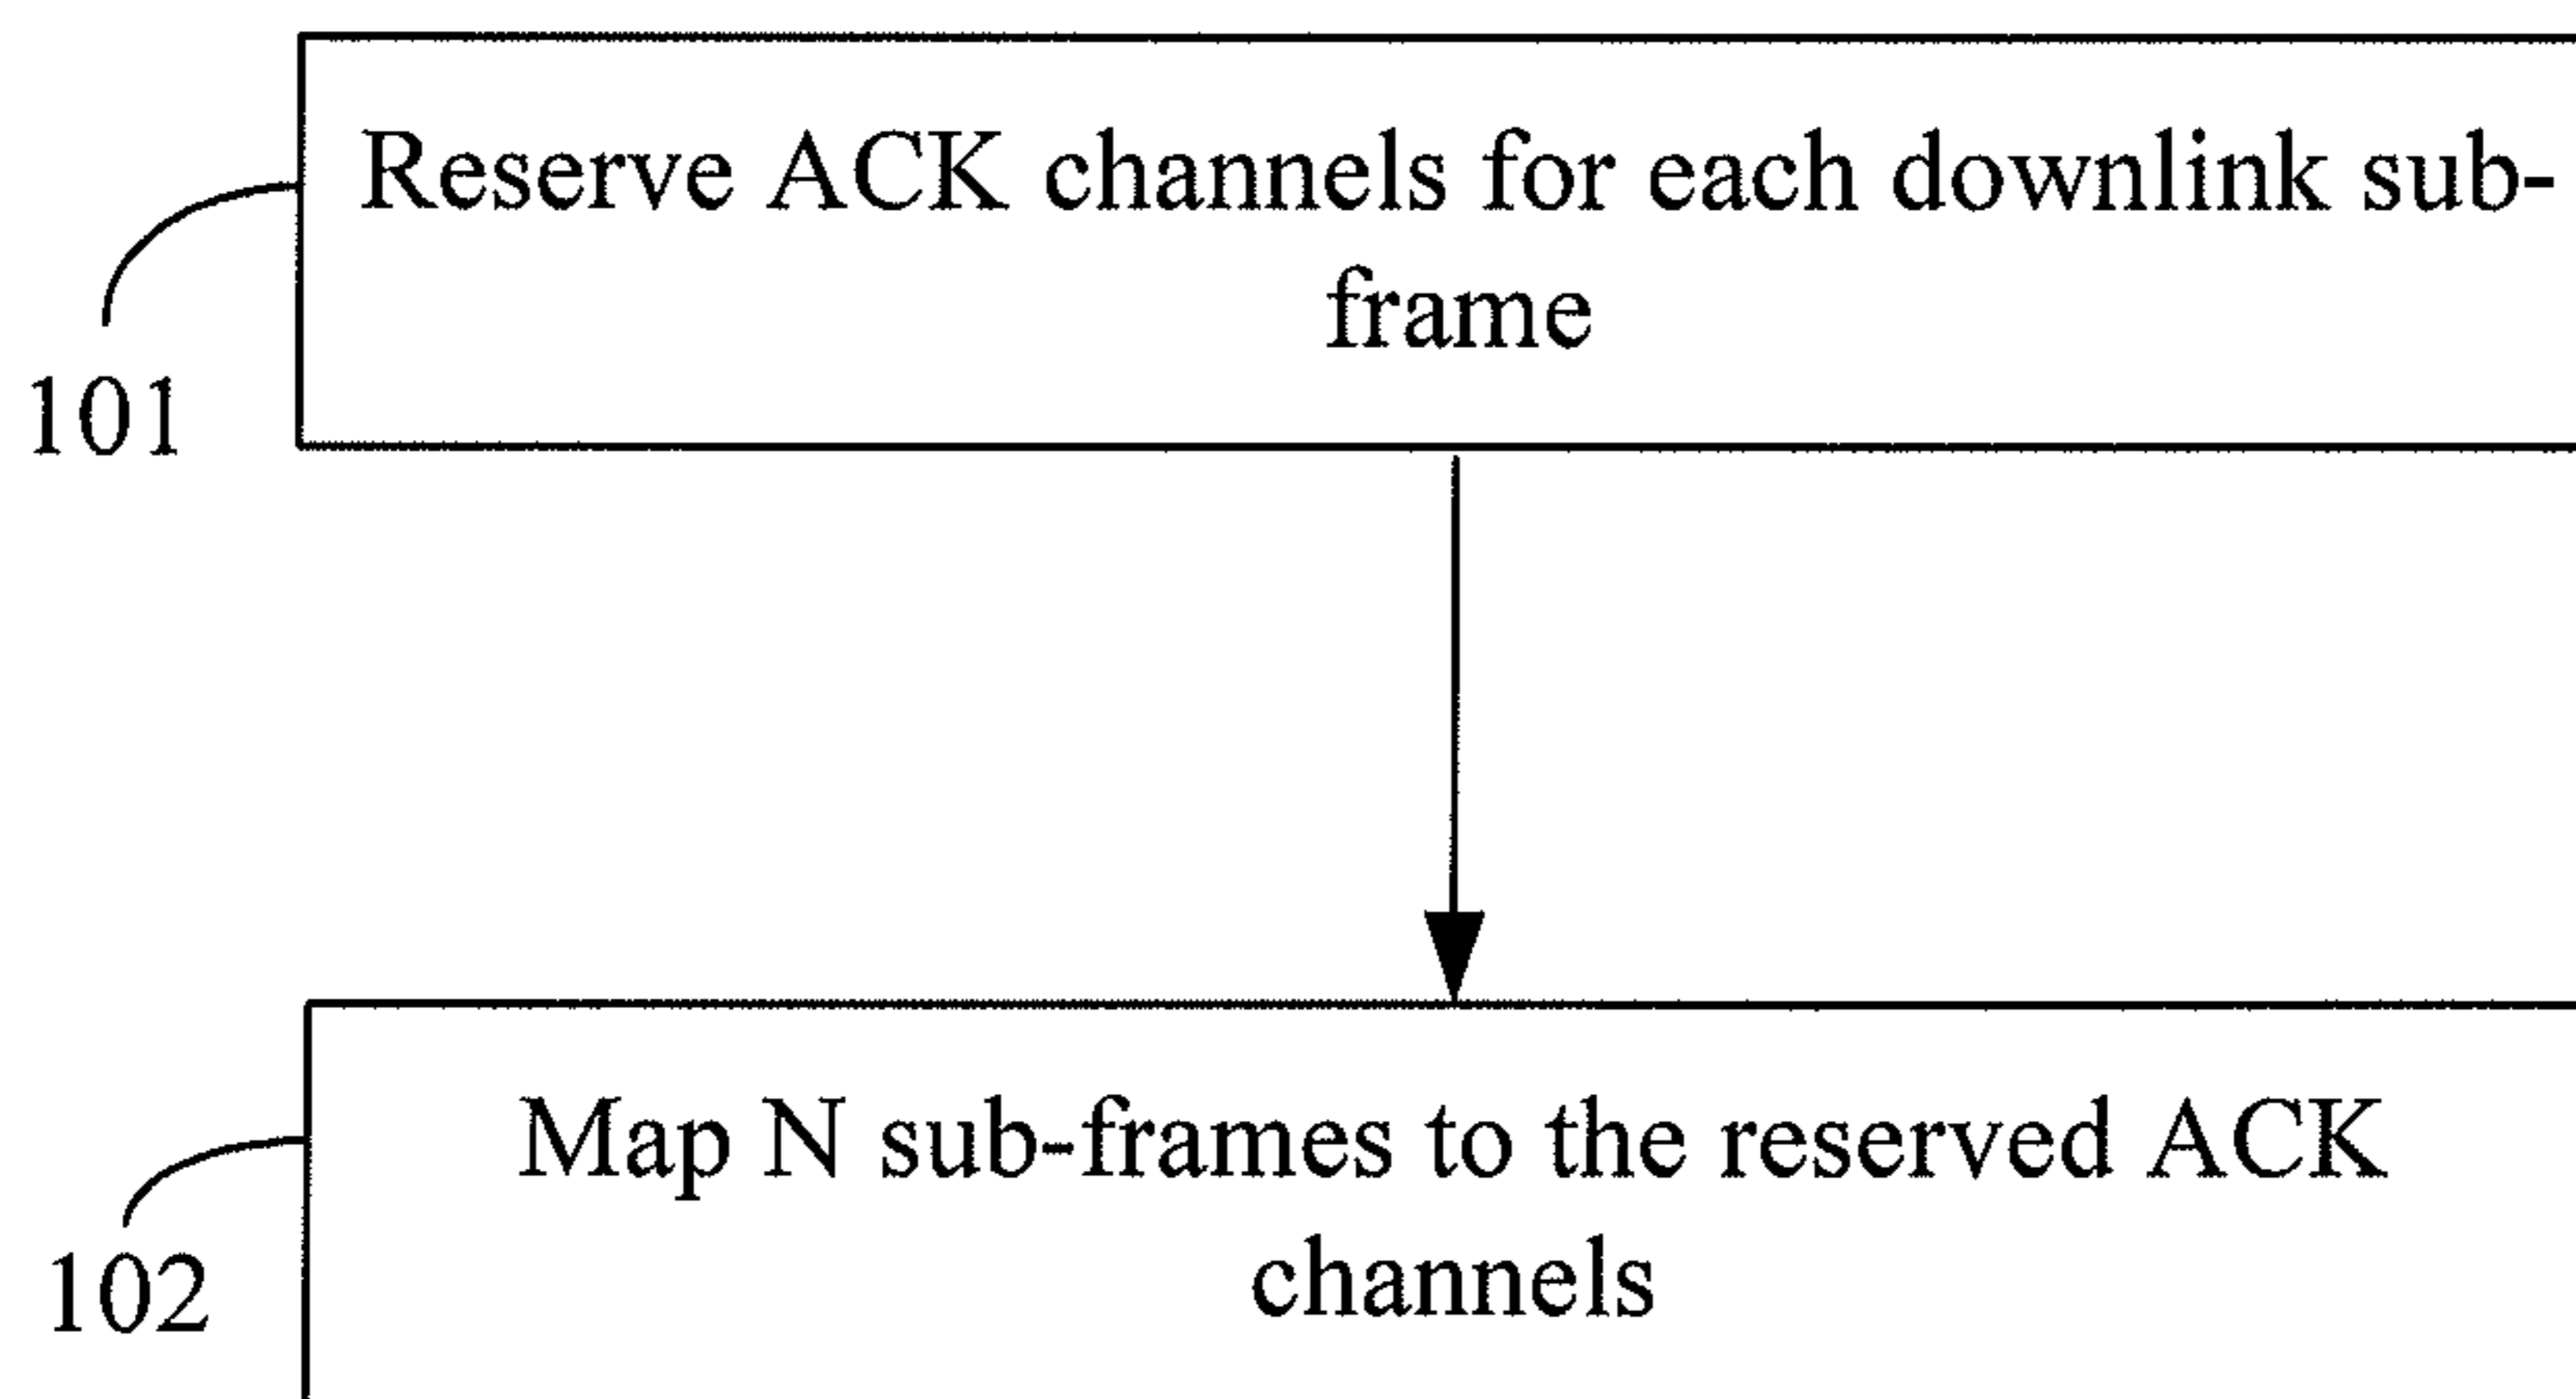 Reserve ACK channels for each downlink sub-
frame
101
Map N sub-frames to the reserved ACK
channels
102